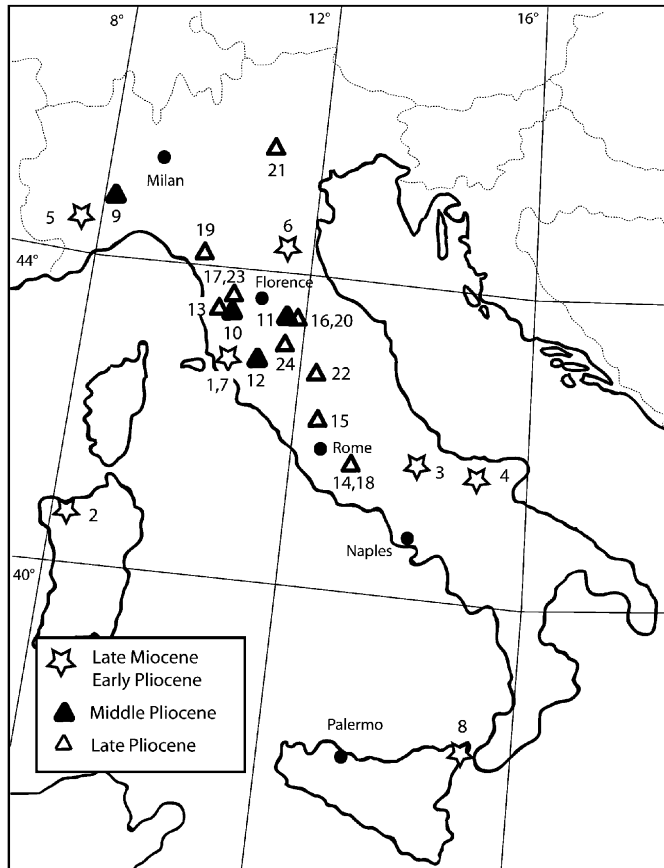 8°
12°
16°
Milan
21
5
9
19
6
44°
17,23
Florence
13
11
16,20
10
24
1,7
12
22
15
Rome
2
14,18
3
4
Naples
40°
Late Miocene
Early Pliocene
Middle Pliocene
Late Pliocene
Palermo
8